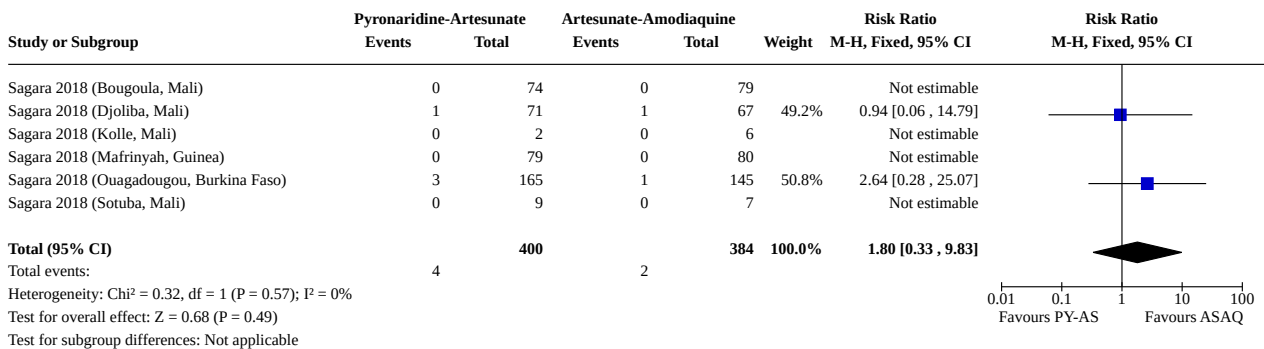 Pyronaridine-Artesunate Artesunate-Amodiaquine Risk Ratio Risk Ratio
Study or Subgroup Events Total Events Total Weight M-H, Fixed, 95% CI M-H, Fixed, 95% CI
Sagara 2018 (Bougoula, Mali) 0 74 0 79 Not estimable
Sagara 2018 (Djoliba, Mali) 1 71 1 67 49.2% 0.94 [0.06 , 14.79]
Sagara 2018 (Kolle, Mali) 0 2 0 6 Not estimable
Sagara 2018 (Mafrinyah, Guinea) 0 79 0 80 Not estimable
Sagara 2018 (Ouagadougou, Burkina Faso) 3 165 1 145 50.8% 2.64 [0.28 , 25.07]
Sagara 2018 (Sotuba, Mali) 0 9 0 7 Not estimable
Total (95% CI) 400 384 100.0% 1.80 [0.33 , 9.83]
Total events: 4 2
Heterogeneity: Chi² = 0.32, df = 1 (P = 0.57); I² = 0%
Test for overall effect: Z = 0.68 (P = 0.49)
Test for subgroup differences: Not applicable
0.01 0.1 1 10 100
Favours PY-AS Favours ASAQ